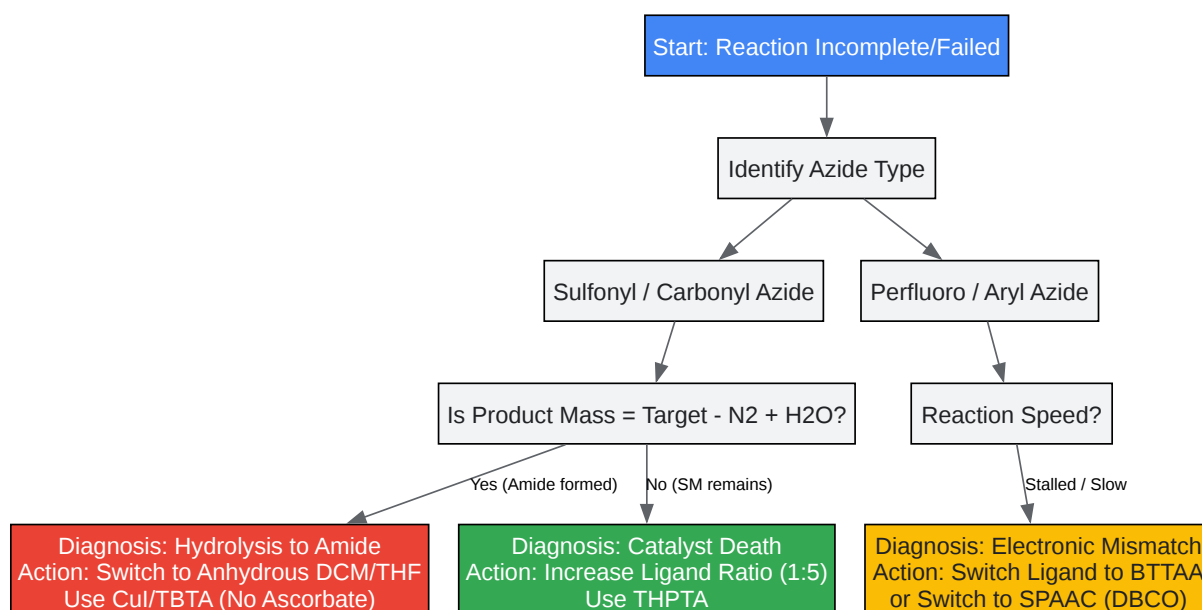 Start: Reaction Incomplete/Failed
Identify Azide Type
Sulfonyl / Carbonyl Azide
Perfluoro / Aryl Azide
Is Product Mass = Target - N2 + H2O?
Reaction Speed?
Yes (Amide formed)
No (SM remains)
Stalled / Slow
Diagnosis: Hydrolysis to Amide
Action: Switch to Anhydrous DCM/THF
Use CuI/TBTA (No Ascorbate)
Diagnosis: Catalyst Death
Action: Increase Ligand Ratio (1:5)
Use THPTA
Diagnosis: Electronic Mismatch
Action: Switch Ligand to BTTAA
or Switch to SPAAC (DBCO)